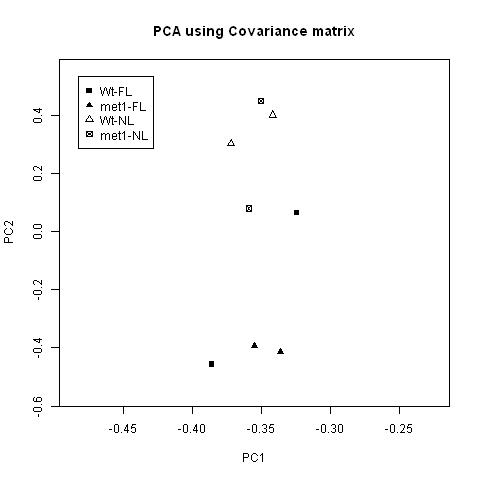 PCA using Covariance matrix
Wt-FL
met1-FL
Wt-NL
met1-NL
0.4
0.2
0.0
-0.2
-0.4
-0.6
PC2
-0.45
-0.40
-0.35
-0.30
-0.25
PC1